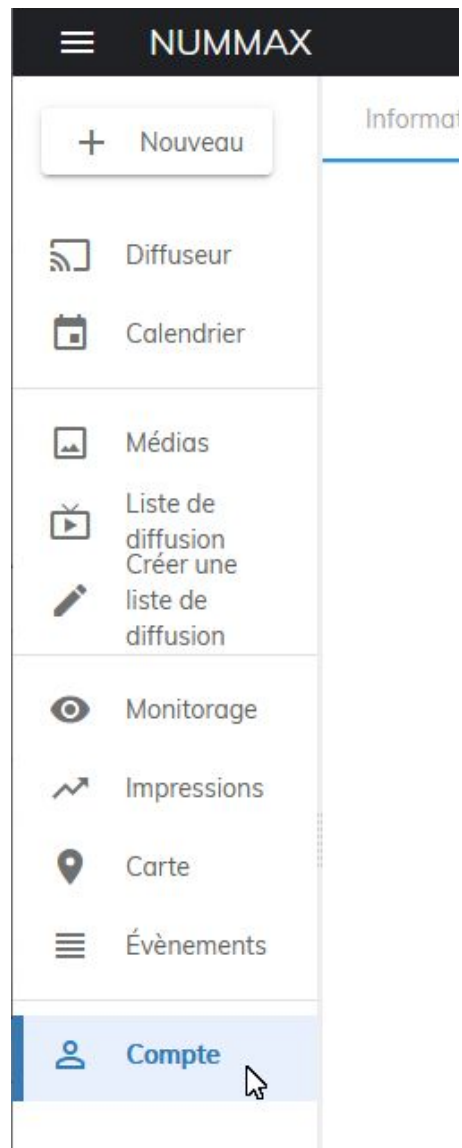 NUMMAX
Nouveau
Informat
Diffuseur
Calendrier
Médias
Liste de
diffusion
Créer une
liste de
diffusion
Monitorage
Impressions
Carte
Évènements
Compte